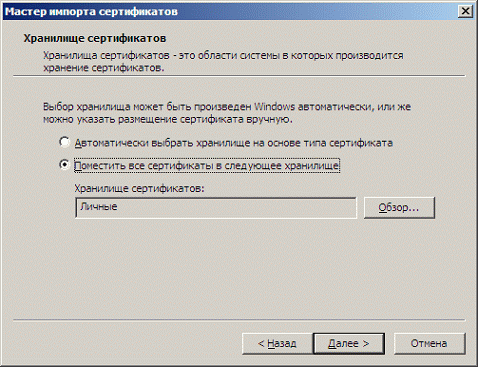 Мастер импорта сертификатов
Хранилище сертификатов
Хранилища сертификатов - это области системы в которых производится
хранение сертификатов.
Выбор хранилища может быть произведен Windows автоматически, или же
можно указать размещение сертификата вручную.
Автоматически выбрать хранилище на основе типа сертификата
Поместить все сертификаты в следующее хранилище
Хранилище сертификатов:
Личные
Обзор...
< Назад
Далее >
Отмена